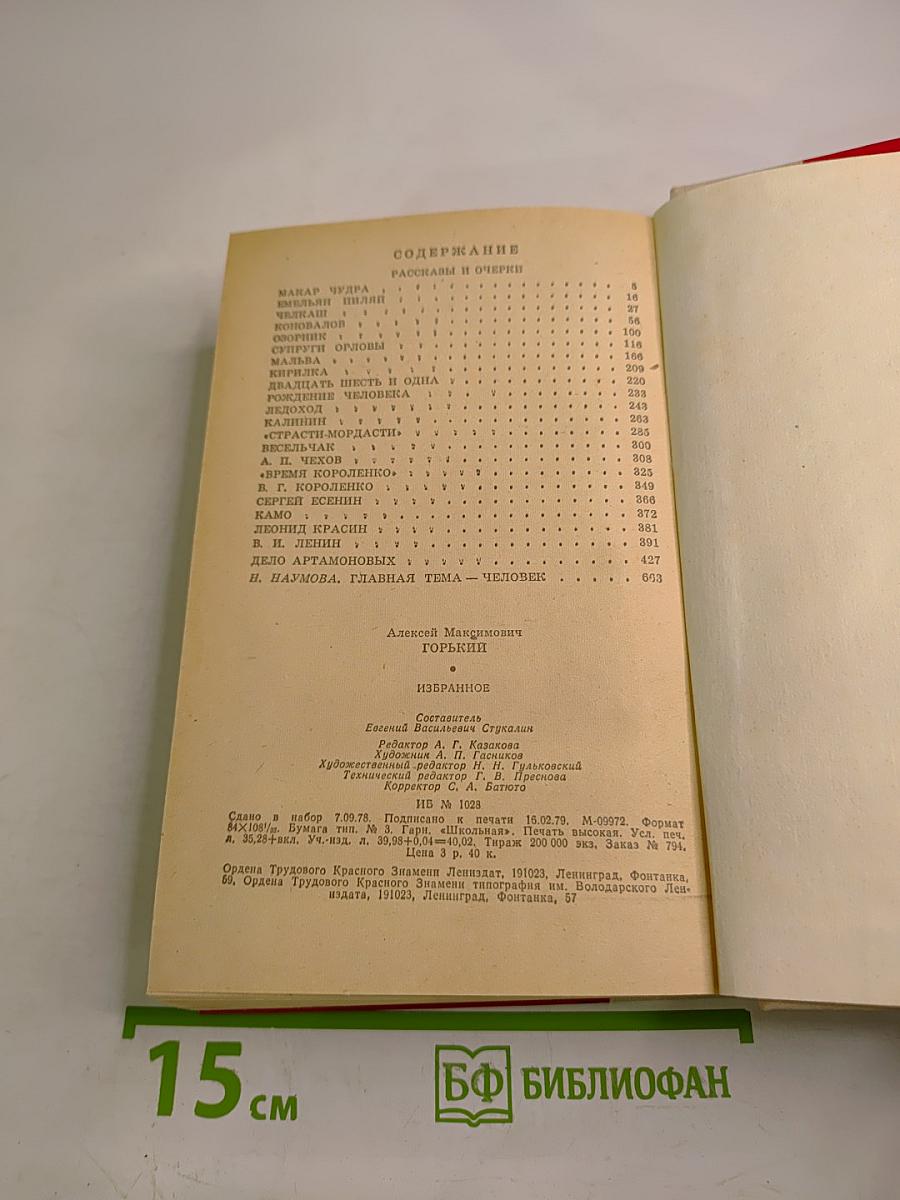 СОДЕРЖАНИЕ
РАССКАЗЫ И ОЧЕРКИ
МАКАР ЧУДРА . . . . . . . . . . . . . . . 5
ЕМЕЛЬЯН ПИЛЯЙ . . . . . . . . . . . . . . 16
ЧЕЛКАШ . . . . . . . . . . . . . . . . . 27
КОНОВАЛОВ . . . . . . . . . . . . . . . . 56
ОЗОРНИК . . . . . . . . . . . . . . . . . 100
СУПРУГИ ОРЛОВЫ . . . . . . . . . . . . . 116
МАЛЬВА . . . . . . . . . . . . . . . . . 166
КИРИЛКА . . . . . . . . . . . . . . . . . 209
ДВАДЦАТЬ ШЕСТЬ И ОДНА . . . . . . . . . . 220
РОЖДЕНИЕ ЧЕЛОВЕКА . . . . . . . . . . . . 233
ЛЕДОХОД . . . . . . . . . . . . . . . . . 243
КАЛИНИН . . . . . . . . . . . . . . . . . 263
«СТРАСТИ-МОРДАСТИ» . . . . . . . . . . . 285
ВЕСЕЛЬЧАК . . . . . . . . . . . . . . . . 300
А. П. ЧЕХОВ . . . . . . . . . . . . . . . 308
«ВРЕМЯ КОРОЛЕНКО» . . . . . . . . . . . . 325
В. Г. КОРОЛЕНКО . . . . . . . . . . . . . 349
СЕРГЕЙ ЕСЕНИН . . . . . . . . . . . . . . 366
КАМО . . . . . . . . . . . . . . . . . . 372
ЛЕОНИД КРАСИН . . . . . . . . . . . . . . 381
В. И. ЛЕНИН . . . . . . . . . . . . . . . 391
ДЕЛО АРТАМОНОВЫХ . . . . . . . . . . . . 427
Н. НАУМОВА. ГЛАВНАЯ ТЕМА — ЧЕЛОВЕК . . . . . 663
Алексей Максимович
ГОРЬКИЙ
ИЗБРАННОЕ
Составитель
Евгений Васильевич Стукалин
Редактор А. Г. Казакова
Художник А. П. Гасников
Художественный редактор Н. Н. Гульковский
Технический редактор Г. В. Преснова
Корректор С. А. Батюто
ИБ № 1028
Сдано в набор 7.09.78. Подписано к печати 16.02.79. М-09972. Формат
84×108¹/₃₂. Бумага тип. № 3. Гарн. «Школьная». Печать высокая. Усл. печ.
л. 35,28+вкл. Уч.-изд. л. 39,98+0,04=40,02. Тираж 200 000 экз. Заказ № 794.
Цена 3 р. 40 к.
Ордена Трудового Красного Знамени Лениздат, 191023, Ленинград, Фонтанка,
59. Ордена Трудового Красного Знамени типография им. Володарского Лен-
издата, 191023, Ленинград, Фонтанка, 57
15 см
БФ БИБЛИОФАН